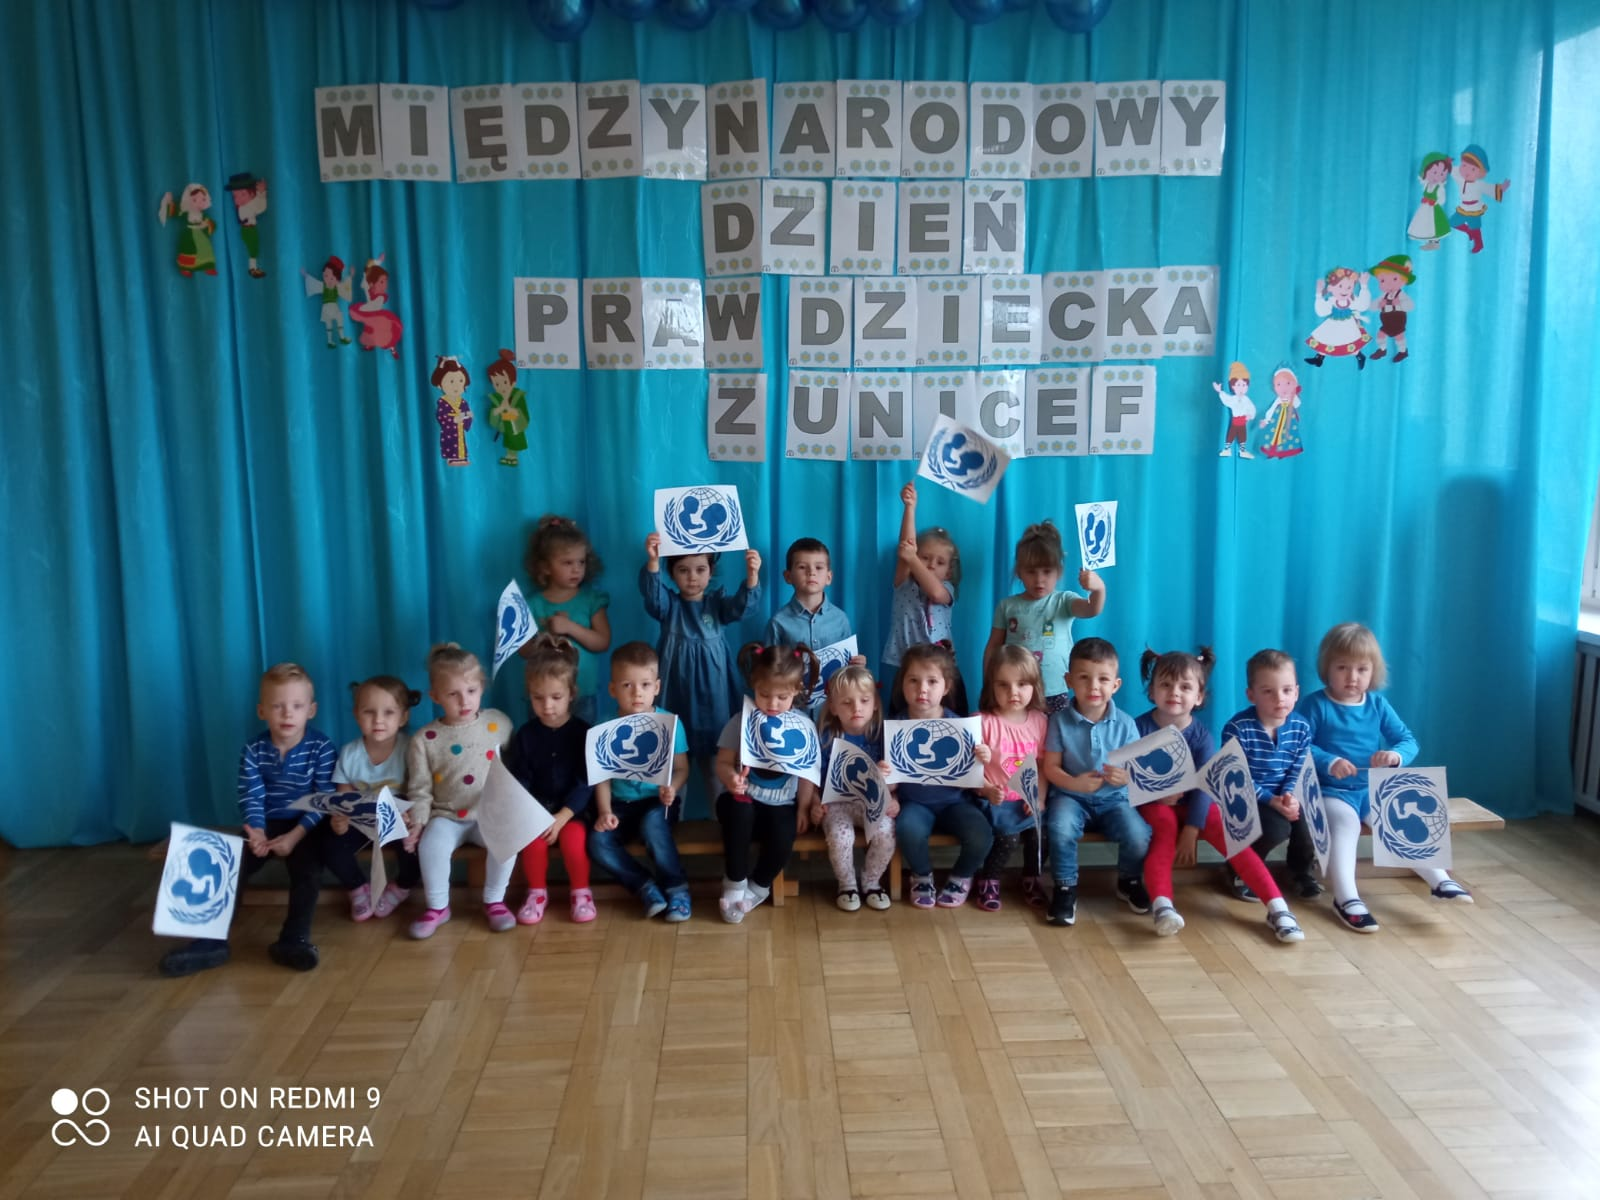 MIĘDZYNARODOWY
DZIEŃ
PRAW DZIECKA
Z UNICEF
SHOT ON REDMI 9
AI QUAD CAMERA